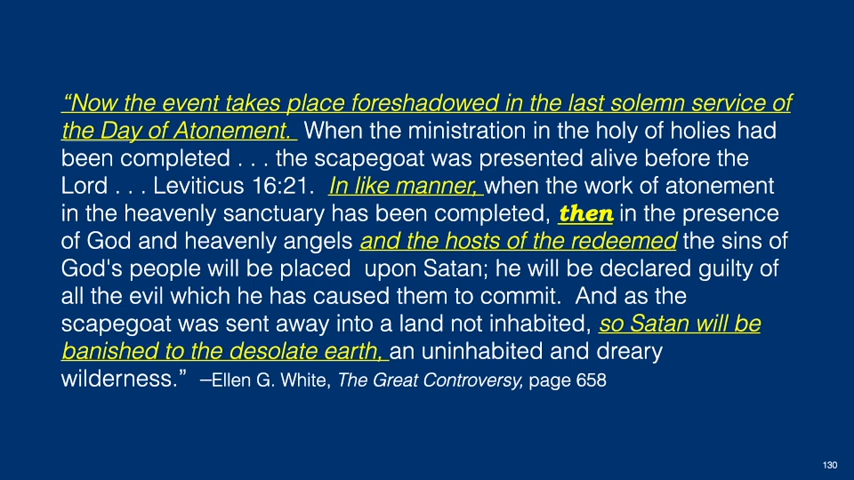 “Now the event takes place foreshadowed in the last solemn service of
the Day of Atonement. When the ministration in the holy of holies had
been completed . . . the scapegoat was presented alive before the
Lord . . . Leviticus 16:21. In like manner, when the work of atonement
in the heavenly sanctuary has been completed, then in the presence
of God and heavenly angels and the hosts of the redeemed the sins of
God's people will be placed upon Satan; he will be declared guilty of
all the evil which he has caused them to commit. And as the
scapegoat was sent away into a land not inhabited, so Satan will be
banished to the desolate earth, an uninhabited and dreary
wilderness.” –Ellen G. White, The Great Controversy, page 658
130